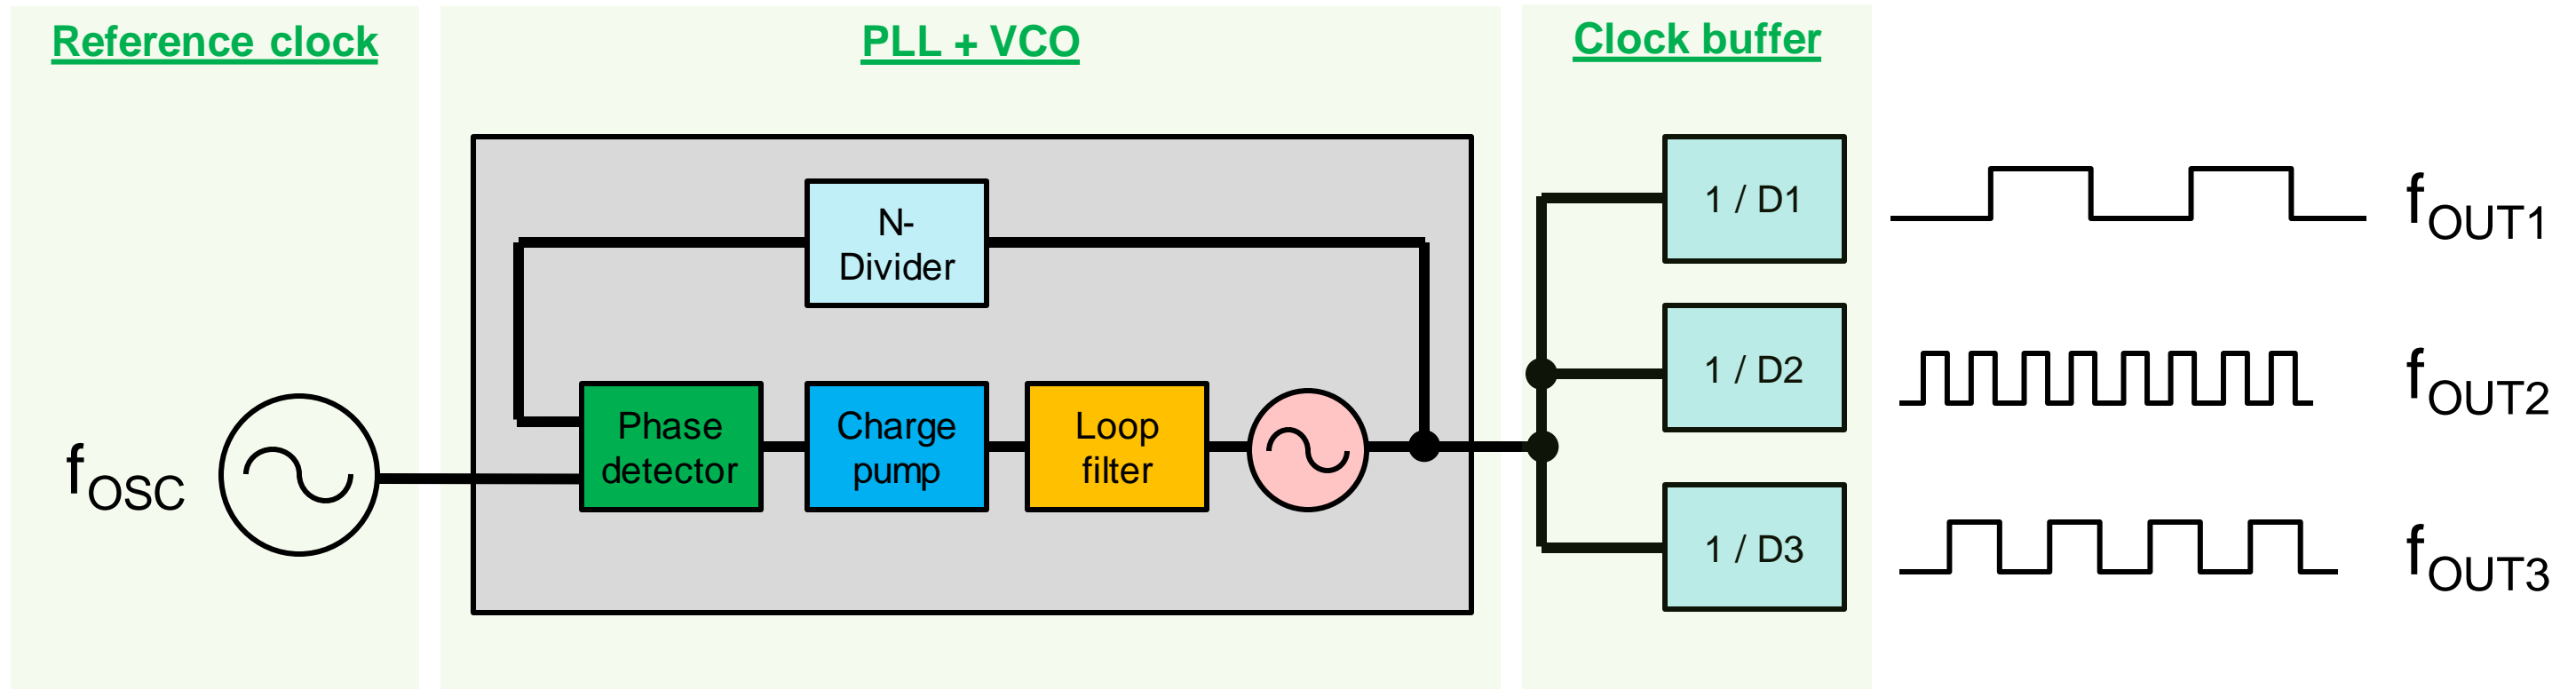 Reference clock
PLL + VCO
Clock buffer
N-
Divider
1 / D1
fOUT1
1 / D2
fOUT2
fOSC
Phase
detector
Charge
pump
Loop
filter
1 / D3
fOUT3